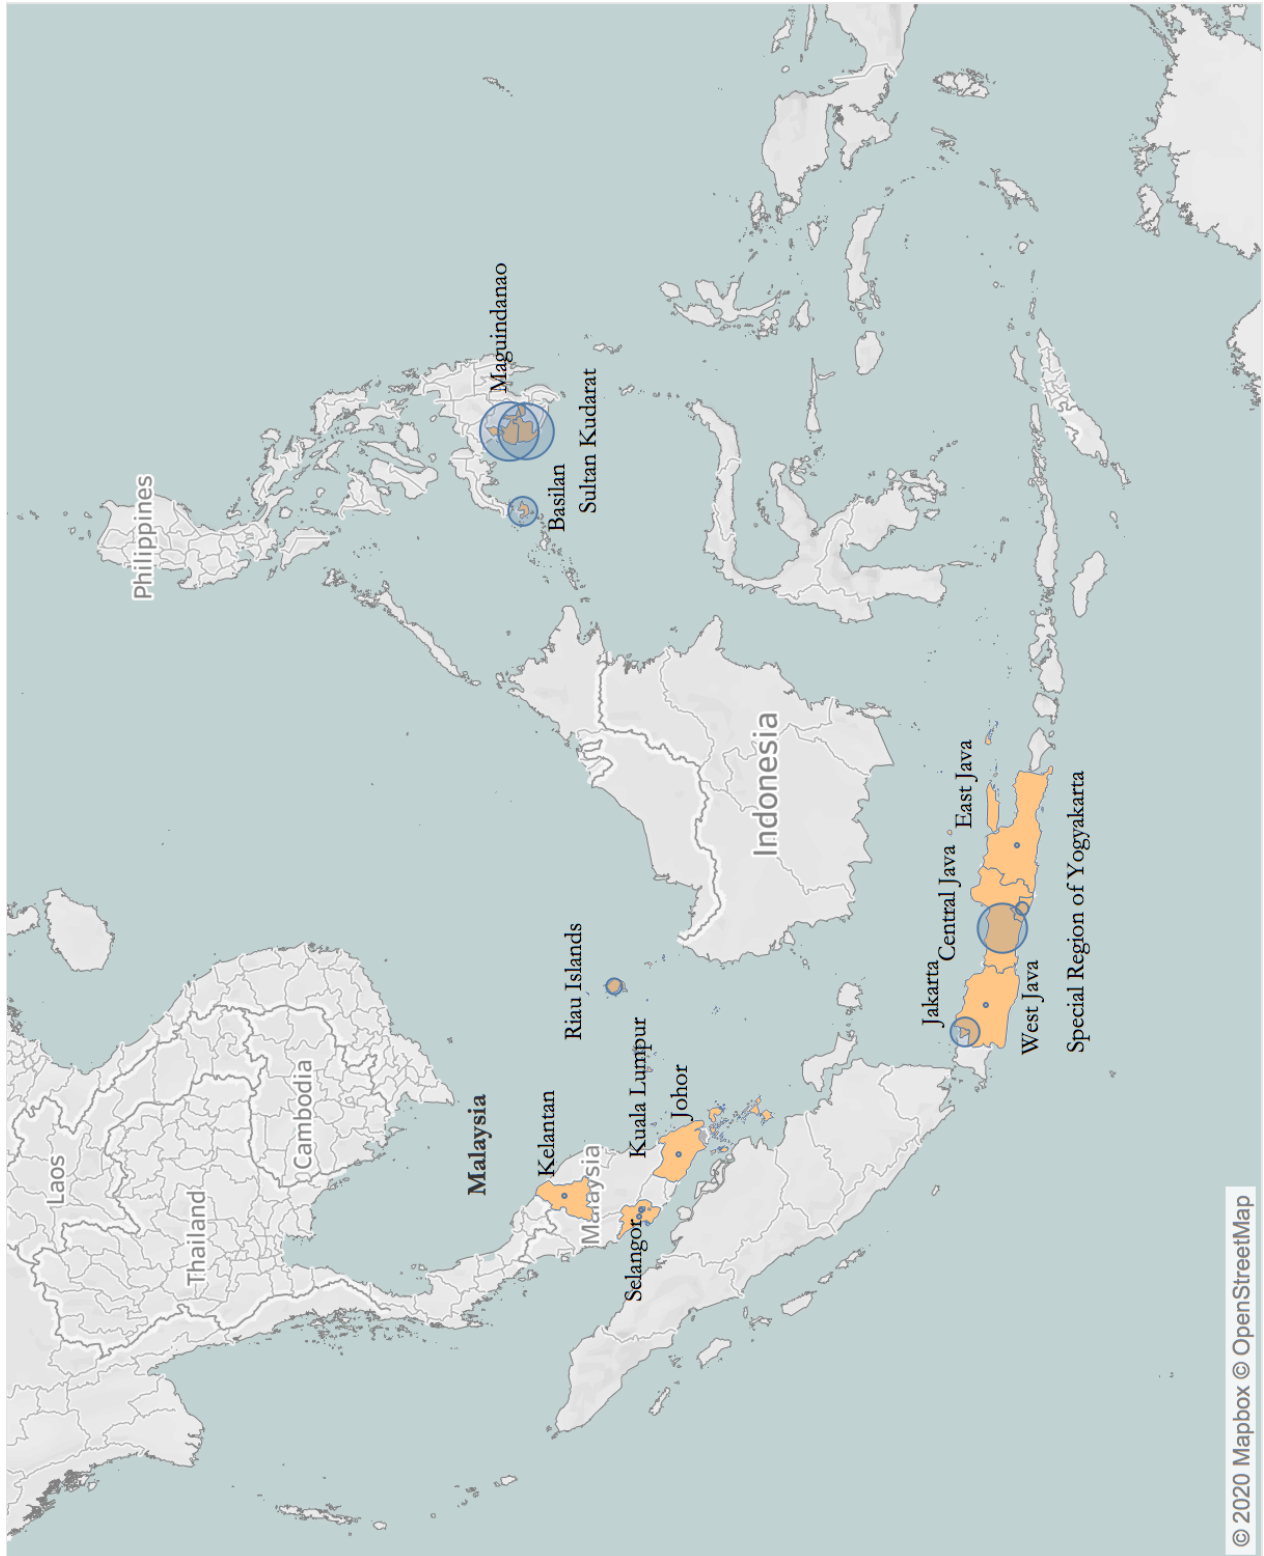 Laos
Thailand
Cambodia
Philippines
Malaysia
Kelantan
Malaysia
Selangor
Kuala Lumpur
Johor
Riau Islands
Maguindanao
Basilan
Sultan Kudarat
Indonesia
Jakarta
Central Java
East Java
West Java
Special Region of Yogyakarta
© 2020 Mapbox © OpenStreetMap